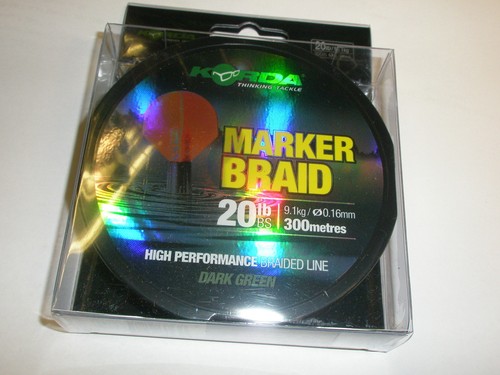 KORDA
THINKING TACKLE
MARKER
BRAID
20lb BS
9.1kg / Ø0.16mm
300metres
HIGH PERFORMANCE BRAIDED LINE
DARK GREEN